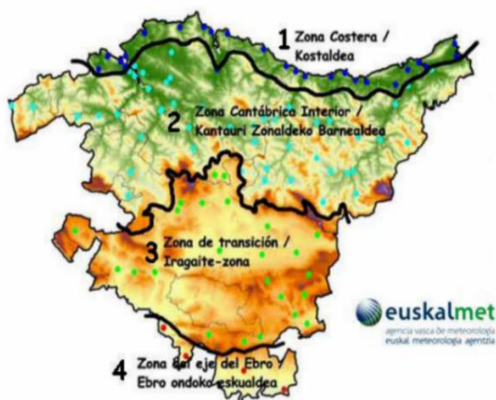 1 Zona Costera /
Kostaldea
2 Zona Cantábrica Interior /
Kantauri Zonaldeko Barnealdea
3 Zona de transición /
Iragaite-zona
euskalmet
agencia vasca de meteorología
euskal meteorologia agentzia
4 Zona del eje del Ebro /
Ebro ondoko eskualdea